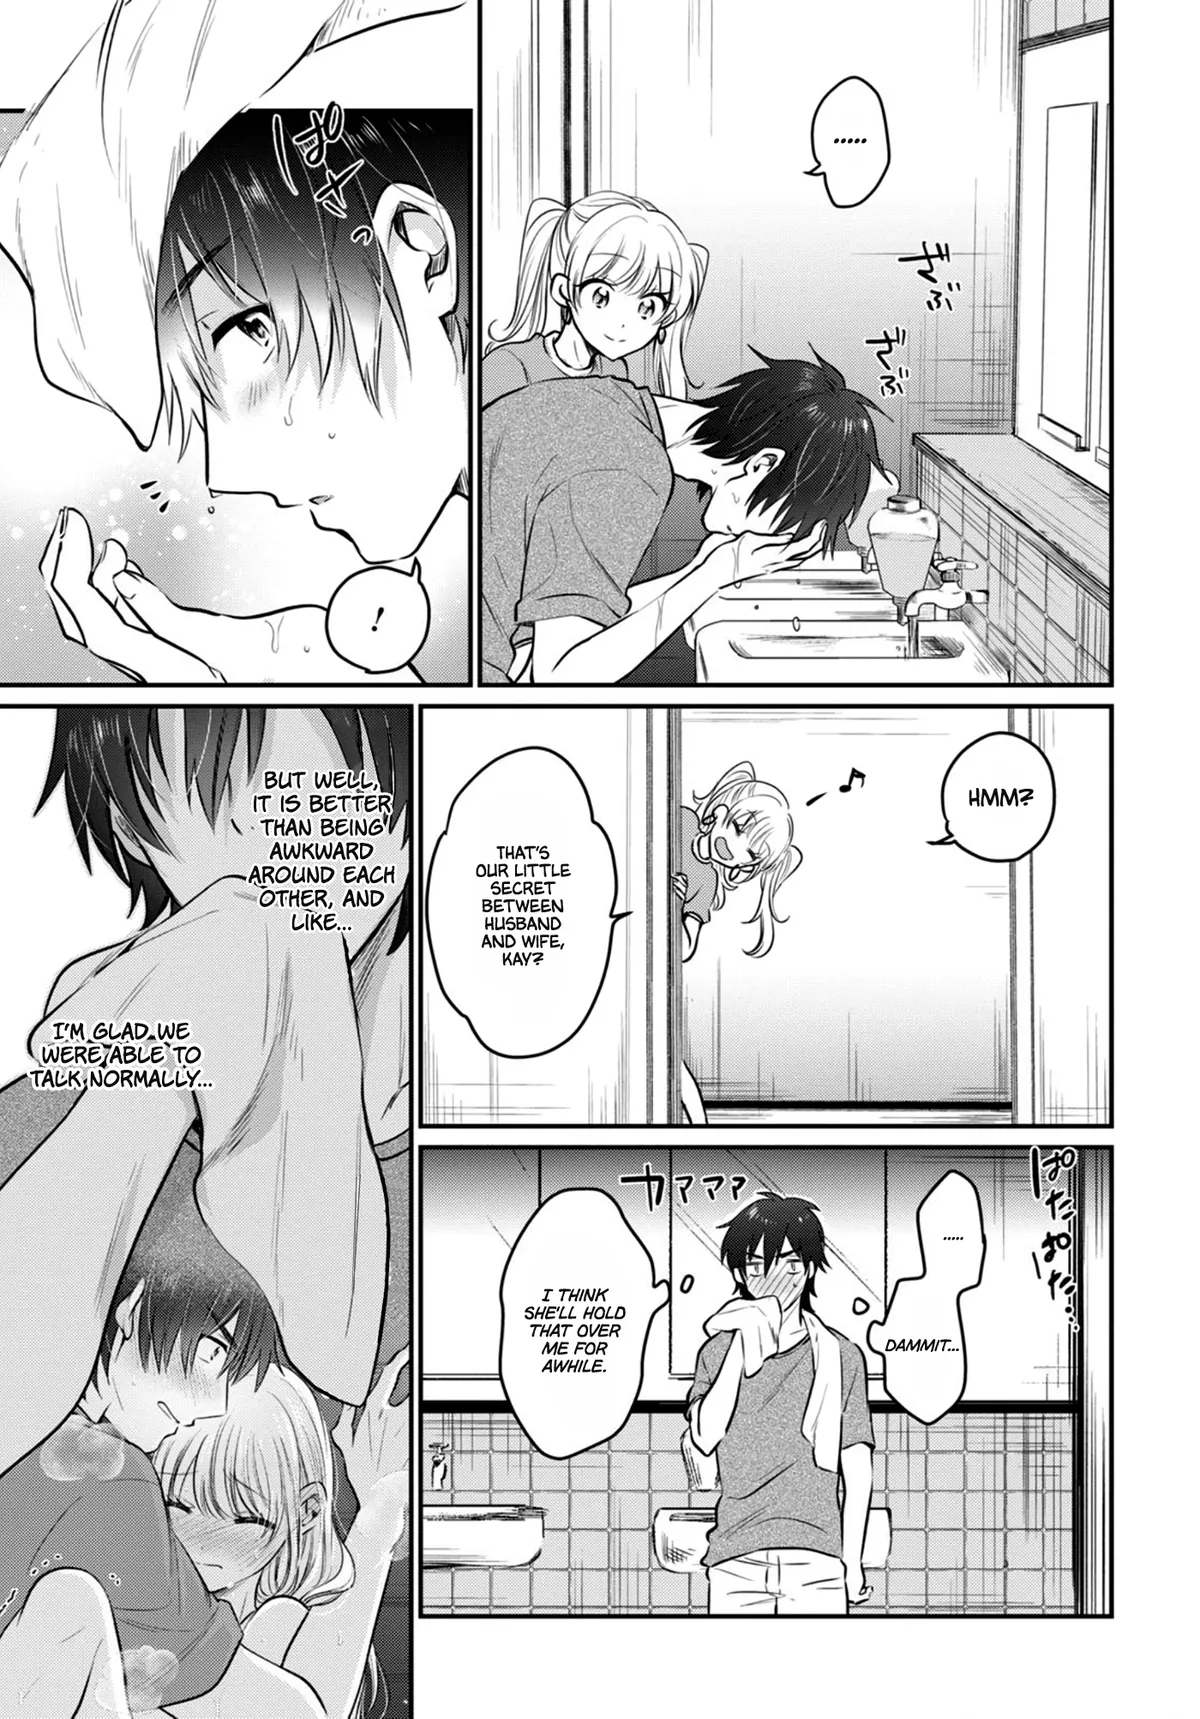 .....
ざぶ
ざぶ
ぱさっ
!
HMM?
THAT'S
OUR LITTLE
SECRET
BETWEEN
HUSBAND
AND WIFE,
KAY?
ぱたぱた...
.....
DAMMIT...
カァァァァ
I THINK
SHE'LL HOLD
THAT OVER
ME FOR
AWHILE.
BUT WELL,
IT IS BETTER
THAN BEING
AWKWARD
AROUND EACH
OTHER, AND
LIKE...
I'M GLAD WE
WERE ABLE TO
TALK NORMALLY...